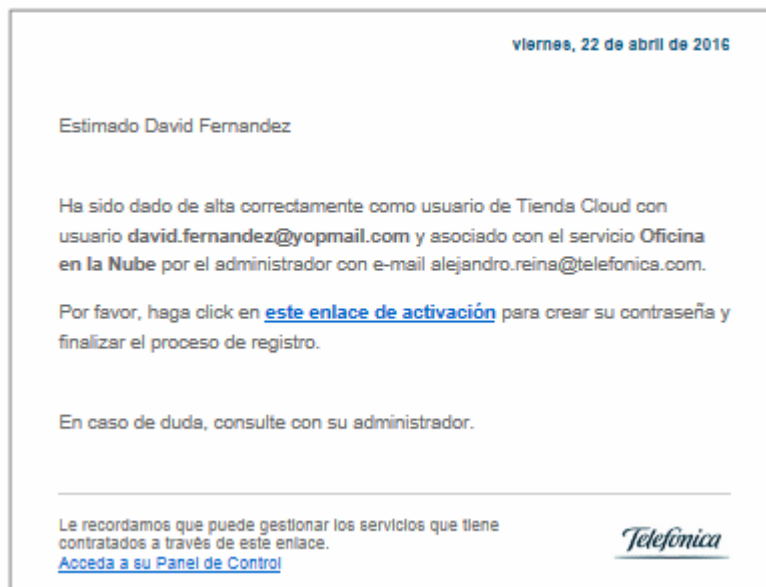 viernes, 22 de abril de 2016
Estimado David Fernandez
Ha sido dado de alta correctamente como usuario de Tienda Cloud con
usuario david.fernandez@yopmail.com y asociado con el servicio Oficina
en la Nube por el administrador con e-mail alejandro.reina@telefonica.com.
Por favor, haga click en este enlace de activación para crear su contraseña y
finalizar el proceso de registro.
En caso de duda, consulte con su administrador.
Le recordamos que puede gestionar los servicios que tiene
contratados a través de este enlace.
Acceda a su Panel de Control
Telefónica